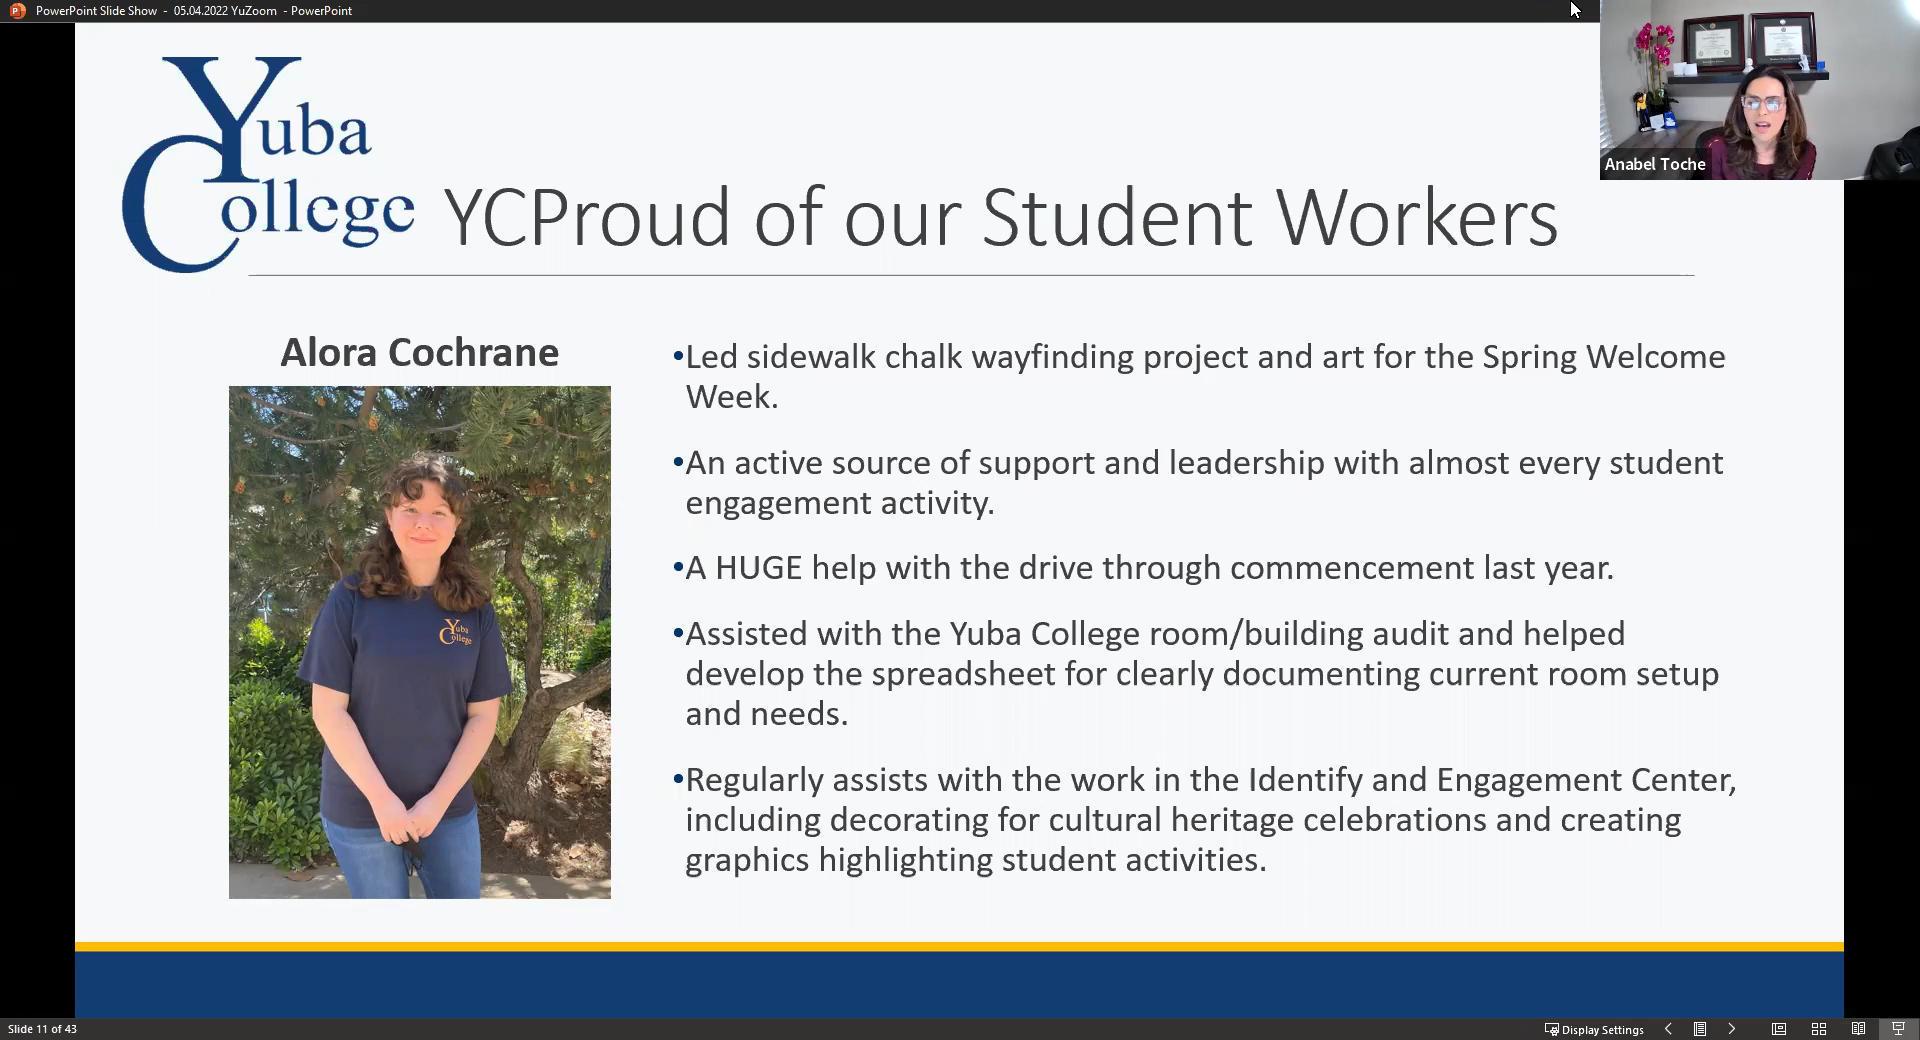 PowerPoint Slide Show - 05.04.2022 YuZoom - PowerPoint
Anabel Toche
Yuba
College
YCProud of our Student Workers
Alora Cochrane
Yuba
College
•Led sidewalk chalk wayfinding project and art for the Spring Welcome
Week.
•An active source of support and leadership with almost every student
engagement activity.
•A HUGE help with the drive through commencement last year.
•Assisted with the Yuba College room/building audit and helped
develop the spreadsheet for clearly documenting current room setup
and needs.
•Regularly assists with the work in the Identify and Engagement Center,
including decorating for cultural heritage celebrations and creating
graphics highlighting student activities.
Slide 11 of 43
Display Settings